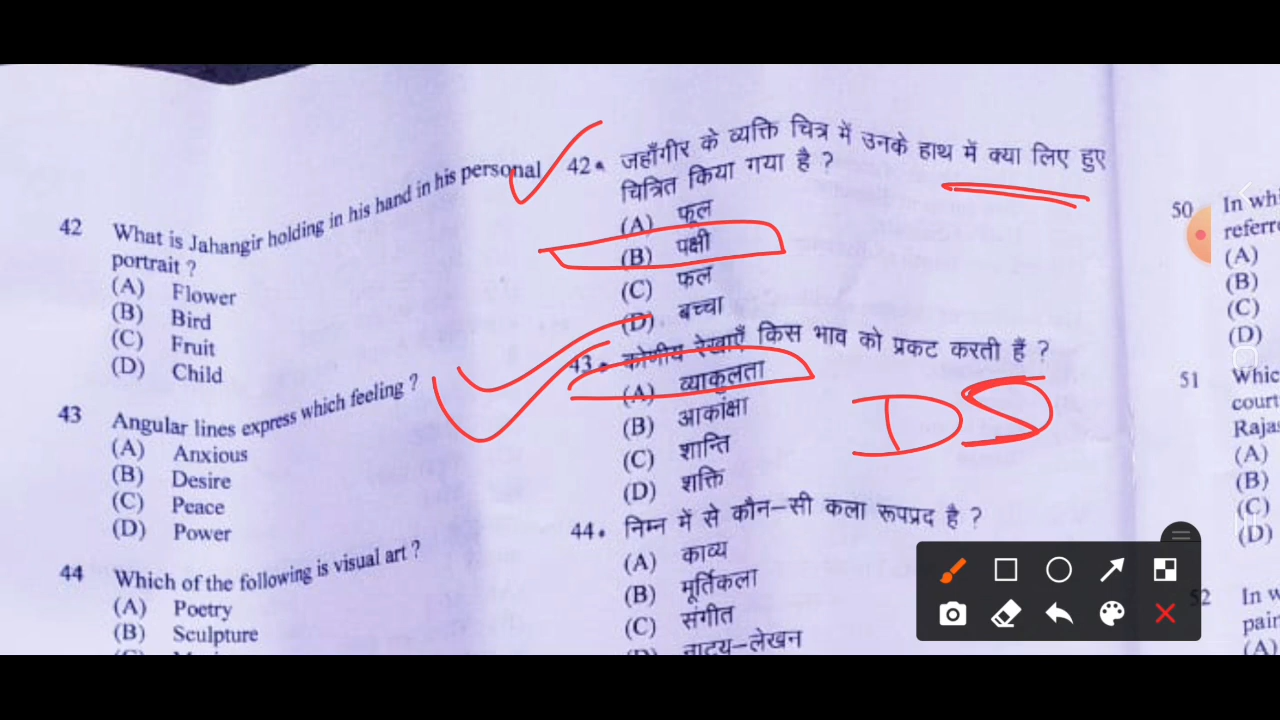 42 What is Jahangir holding in his hand in his personal
portrait ?
(A) Flower
(B) Bird
(C) Fruit
(D) Child
43 Angular lines express which feeling ?
(A) Anxious
(B) Desire
(C) Peace
(D) Power
44 Which of the following is visual art ?
(A) Poetry
(B) Sculpture
42. जहाँगीर के व्यक्ति चित्र में उनके हाथ में क्या लिए हुए
चित्रित किया गया है ?
(A) फूल
(B) पक्षी
(C) फल
(D) बच्चा
43. कोणीय रेखाएँ किस भाव को प्रकट करती हैं ?
(A) व्याकुलता
(B) आकांक्षा
(C) शान्ति
(D) शक्ति
DS
44. निम्न में से कौन-सी कला रूपप्रद है ?
(A) काव्य
(B) मूर्तिकला
(C) संगीत
(D) नाट्य-लेखन
50 In whi
referre
(A)
(B)
(C)
(D)
51 Whic
court
Rajas
(A)
(B)
(C)
(D)
52 In w
pain
(A)